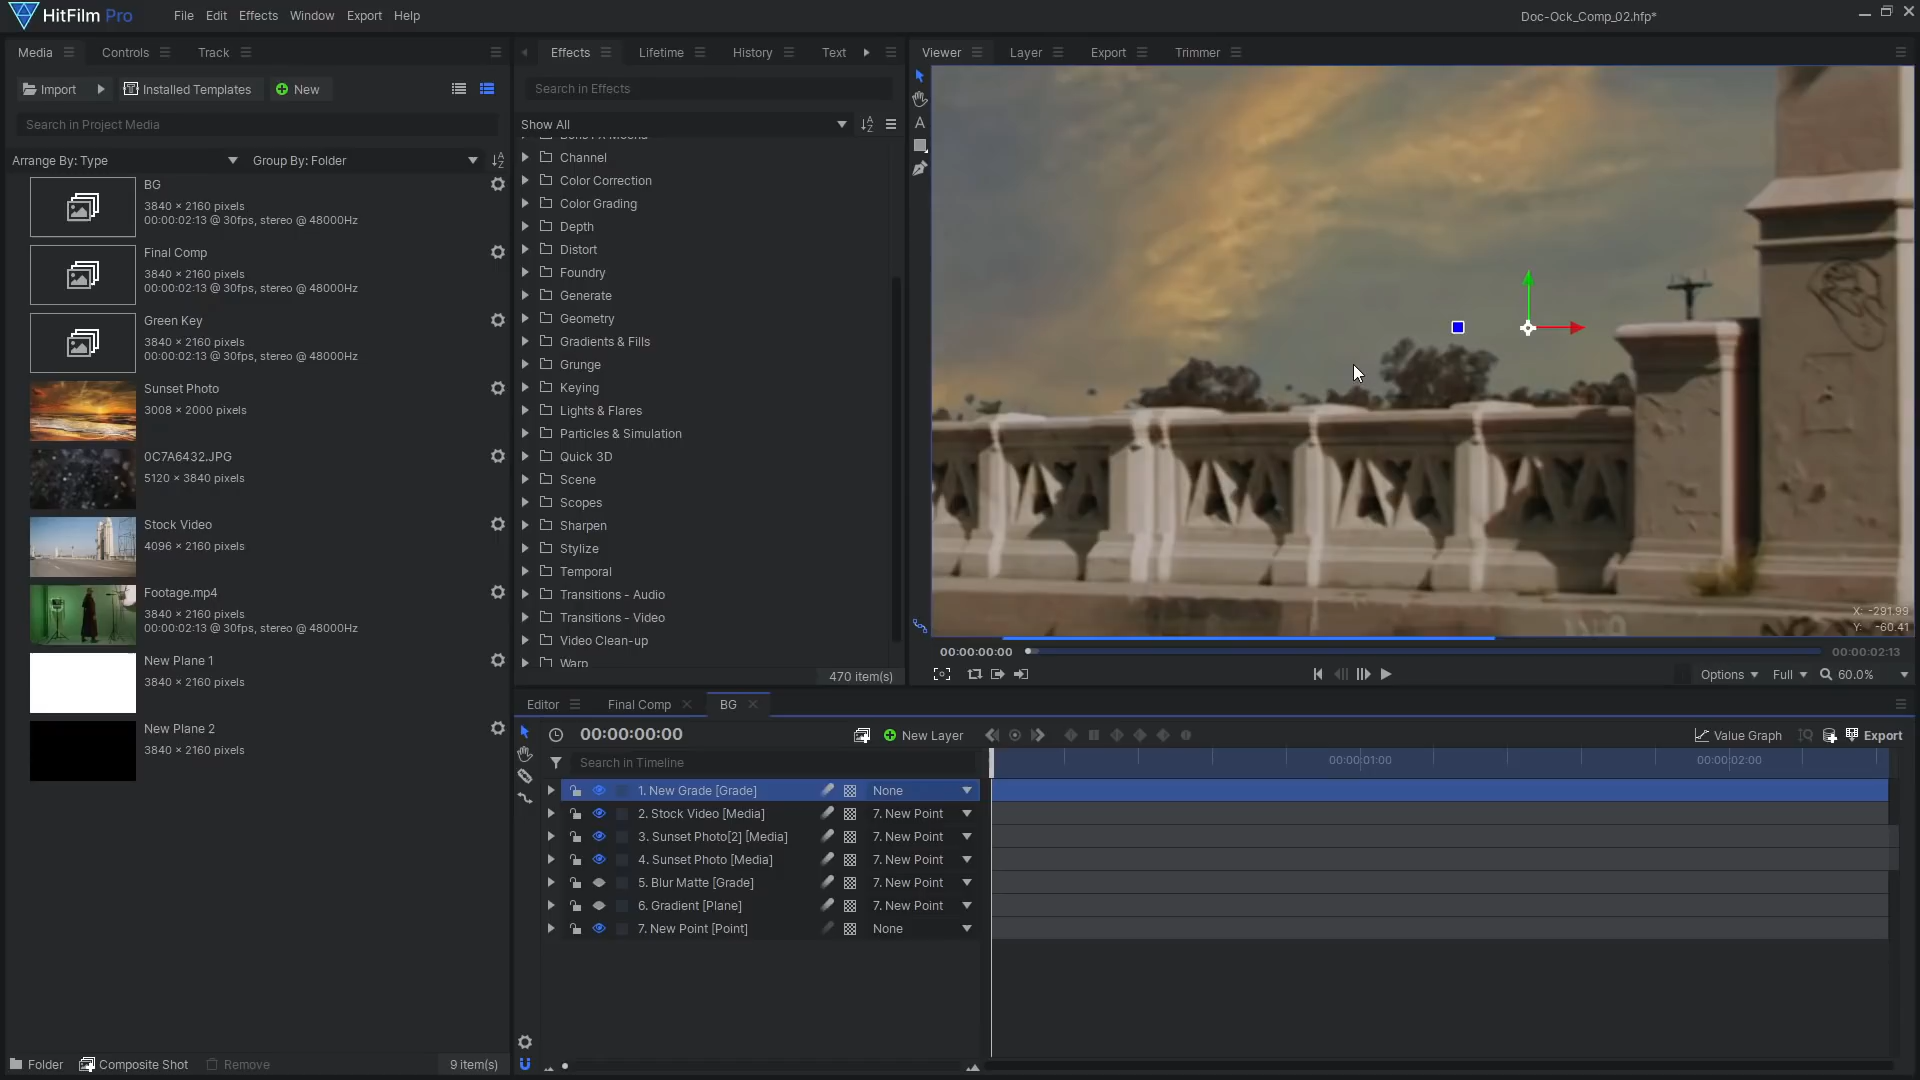 HitFilm Pro
File Edit Effects Window Export Help
Doc-Ock_Comp_02.hfp*
Media Controls Track
Import Installed Templates New
Search in Project Media
Arrange By: Type Group By: Folder
BG
3840 × 2160 pixels
00:00:02:13 @ 30fps, stereo @ 48000Hz
Final Comp
3840 × 2160 pixels
00:00:02:13 @ 30fps, stereo @ 48000Hz
Green Key
3840 × 2160 pixels
00:00:02:13 @ 30fps, stereo @ 48000Hz
Sunset Photo
3008 × 2000 pixels
0C7A6432.JPG
5120 × 3840 pixels
Stock Video
4096 × 2160 pixels
Footage.mp4
3840 × 2160 pixels
00:00:02:13 @ 30fps, stereo @ 48000Hz
New Plane 1
3840 × 2160 pixels
New Plane 2
3840 × 2160 pixels
Folder Composite Shot Remove 9 item(s)
Effects Lifetime History Text
Search in Effects
Show All
Channel
Color Correction
Color Grading
Depth
Distort
Foundry
Generate
Geometry
Gradients & Fills
Grunge
Keying
Lights & Flares
Particles & Simulation
Quick 3D
Scene
Scopes
Sharpen
Stylize
Temporal
Transitions - Audio
Transitions - Video
Video Clean-up
Warp
470 item(s)
Viewer Layer Export Trimmer
X: -291.99
Y: -60.41
00:00:00:00 00:00:02:13
Options Full 60.0%
Editor Final Comp BG
00:00:00:00 New Layer Value Graph Export
Search in Timeline 00:00:01:00 00:00:02:00
1. New Grade [Grade] None
2. Stock Video [Media] 7. New Point
3. Sunset Photo[2] [Media] 7. New Point
4. Sunset Photo [Media] 7. New Point
5. Blur Matte [Grade] 7. New Point
6. Gradient [Plane] 7. New Point
7. New Point [Point] None